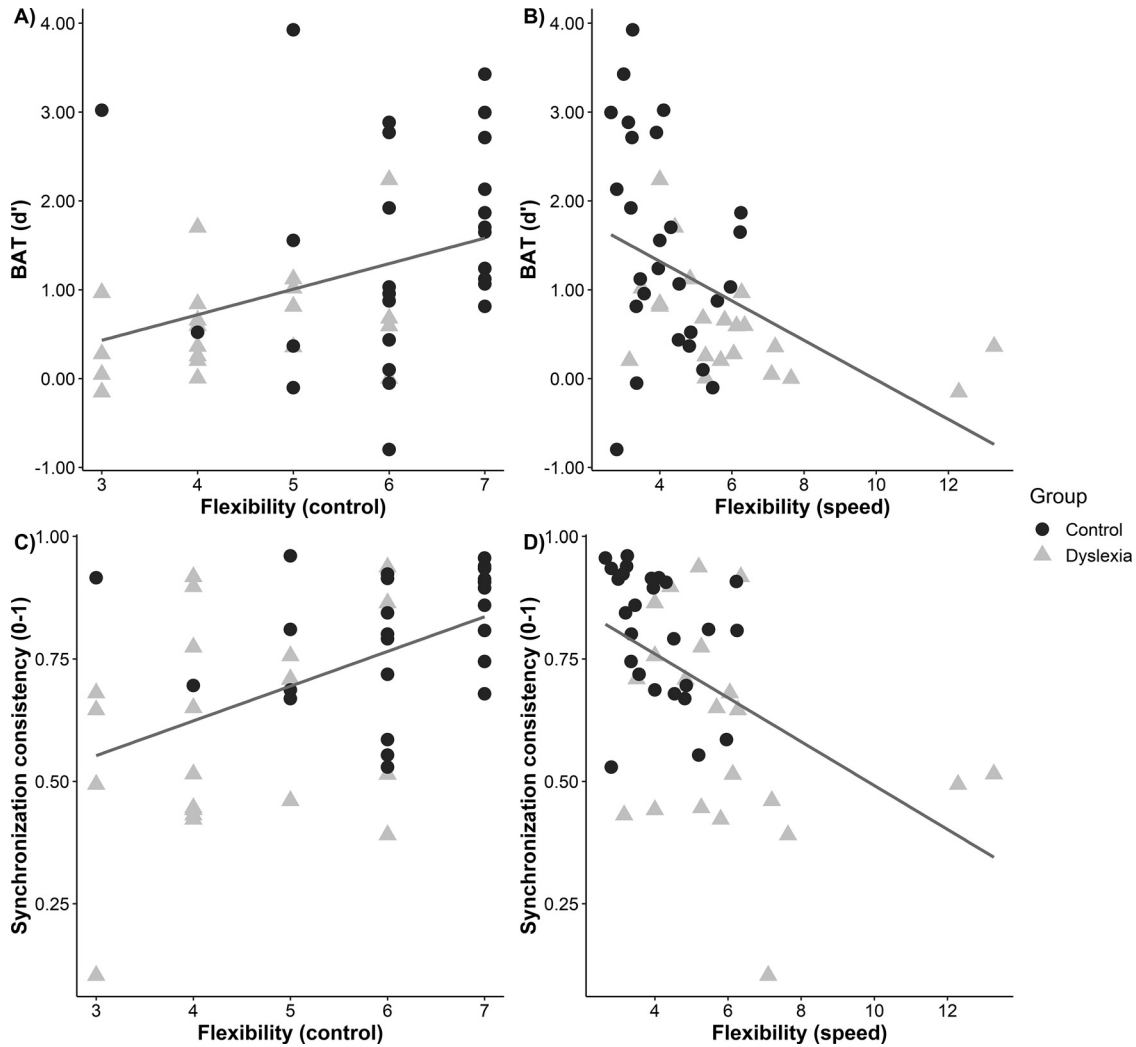 A)
4.00
3.00
2.00
1.00
0.00
-1.00
BAT (d')
3 4 5 6 7
Flexibility (control)
B)
4.00
3.00
2.00
1.00
0.00
-1.00
BAT (d')
4 6 8 10 12
Flexibility (speed)
C)
1.00
0.75
0.50
0.25
Synchronization consistency (0-1)
3 4 5 6 7
Flexibility (control)
D)
1.00
0.75
0.50
0.25
Synchronization consistency (0-1)
4 6 8 10 12
Flexibility (speed)
Group
Control
Dyslexia